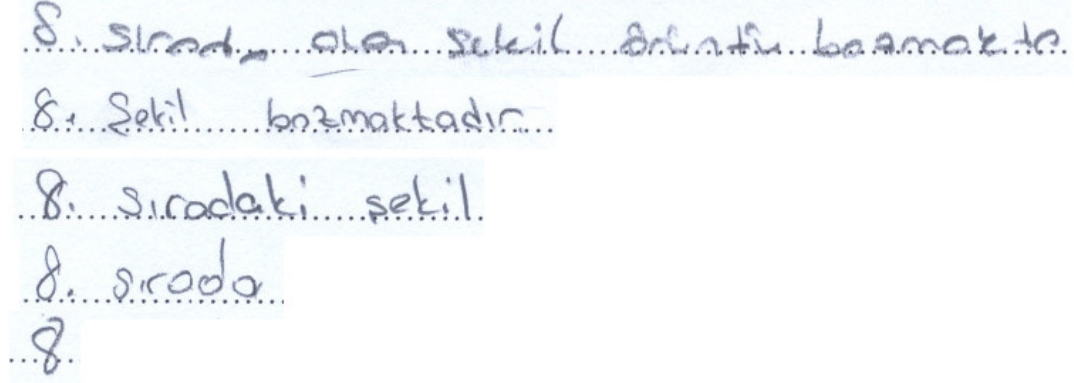 8. sırada olan şekil örüntü bozmakta
8. Şekil bozmaktadır
8. sıradaki şekil
8. sırada
8